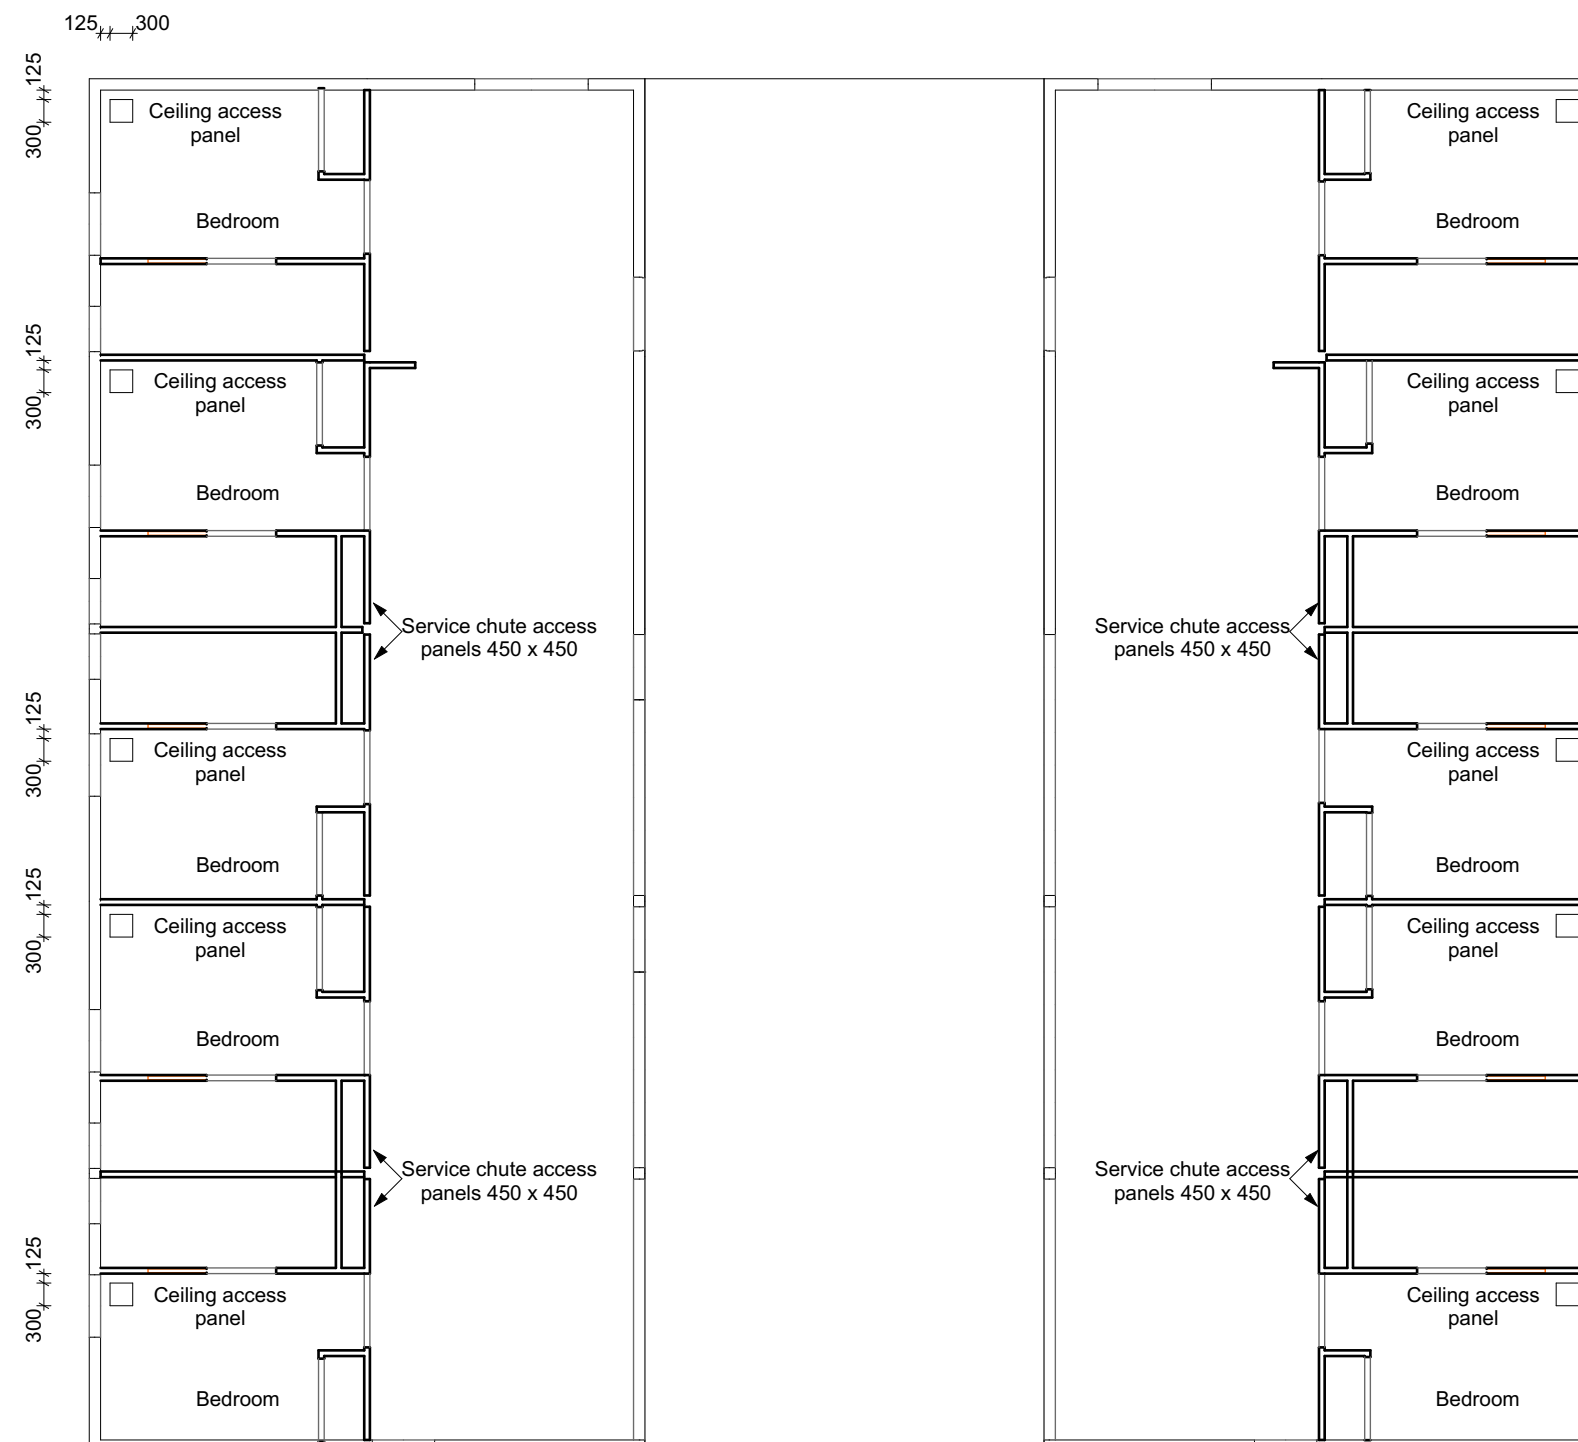 125 300
125
300
Ceiling access
panel
Ceiling access
panel
Bedroom
Bedroom
125
300
Ceiling access
panel
Ceiling access
panel
Bedroom
Bedroom
Service chute access
panels 450 x 450
Service chute access
panels 450 x 450
125
300
Ceiling access
panel
Ceiling access
panel
Bedroom
Bedroom
125
300
Ceiling access
panel
Ceiling access
panel
Bedroom
Bedroom
Service chute access
panels 450 x 450
Service chute access
panels 450 x 450
125
300
Ceiling access
panel
Ceiling access
panel
Bedroom
Bedroom